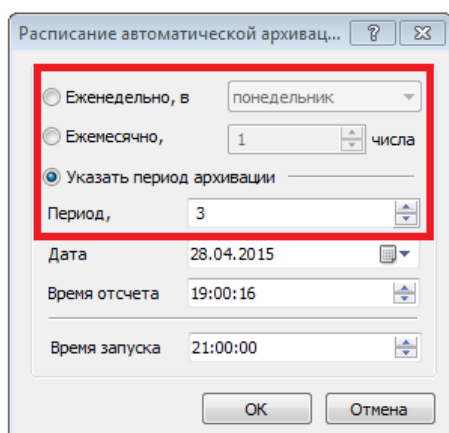 Расписание автоматической архивац...
Еженедельно, в понедельник
Ежемесячно, 1 числа
Указать период архивации
Период, 3
Дата 28.04.2015
Время отсчета 19:00:16
Время запуска 21:00:00
ОК Отмена